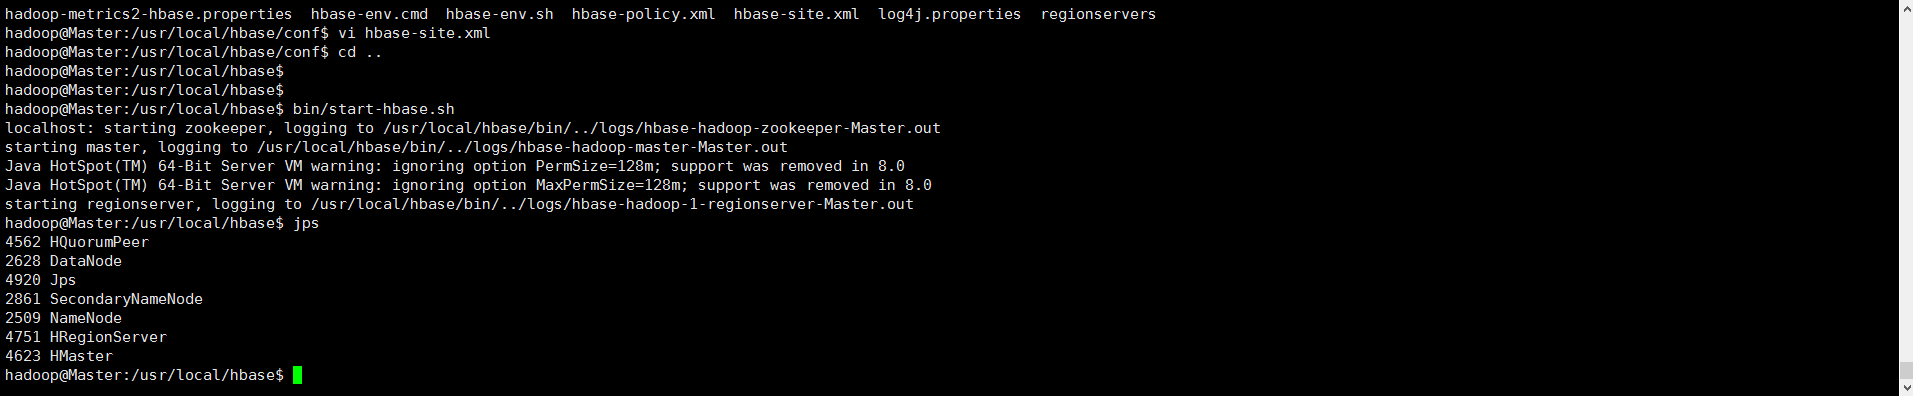 hadoop-metrics2-hbase.properties  hbase-env.cmd  hbase-env.sh  hbase-policy.xml  hbase-site.xml  log4j.properties  regionservers
hadoop@Master:/usr/local/hbase/conf$ vi hbase-site.xml
hadoop@Master:/usr/local/hbase/conf$ cd ..
hadoop@Master:/usr/local/hbase$
hadoop@Master:/usr/local/hbase$
hadoop@Master:/usr/local/hbase$ bin/start-hbase.sh
localhost: starting zookeeper, logging to /usr/local/hbase/bin/../logs/hbase-hadoop-zookeeper-Master.out
starting master, logging to /usr/local/hbase/bin/../logs/hbase-hadoop-master-Master.out
Java HotSpot(TM) 64-Bit Server VM warning: ignoring option PermSize=128m; support was removed in 8.0
Java HotSpot(TM) 64-Bit Server VM warning: ignoring option MaxPermSize=128m; support was removed in 8.0
starting regionserver, logging to /usr/local/hbase/bin/../logs/hbase-hadoop-1-regionserver-Master.out
hadoop@Master:/usr/local/hbase$ jps
4562 HQuorumPeer
2628 DataNode
4920 Jps
2861 SecondaryNameNode
2509 NameNode
4751 HRegionServer
4623 HMaster
hadoop@Master:/usr/local/hbase$